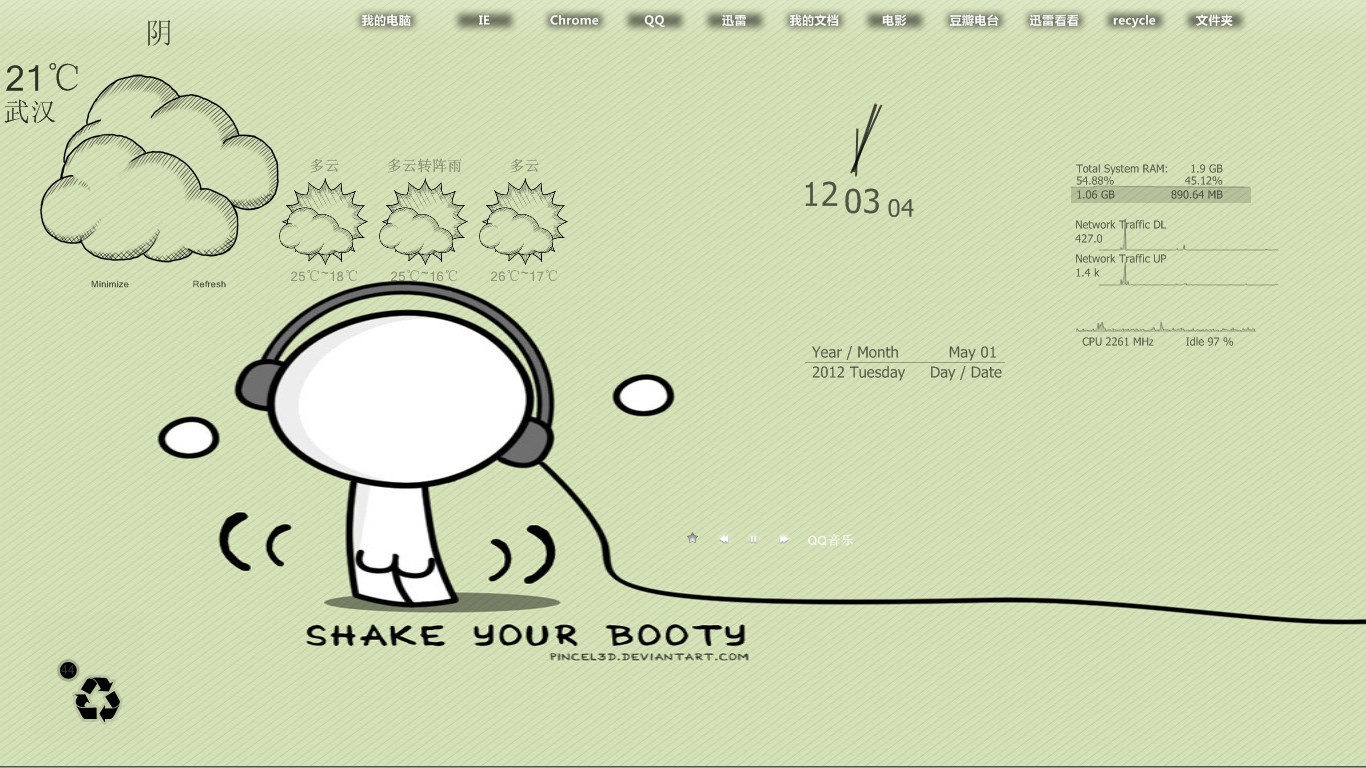 我的电脑 IE Chrome QQ 迅雷 我的文档 电影 豆瓣电台 迅雷看看 recycle 文件夹
阴
21℃
武汉
多云 多云转阵雨 多云
25℃~18℃ 25℃~16℃ 26℃~17℃
Minimize Refresh
12 03 04
Total System RAM: 1.9 GB
54.88% 45.12%
1.06 GB 890.64 MB
Network Traffic DL
427.0
Network Traffic UP
1.4 k
CPU 2261 MHz Idle 97 %
Year / Month May 01
2012 Tuesday Day / Date
QQ音乐
SHAKE YOUR BOOTY
PINCEL3D.DEVIANTART.COM